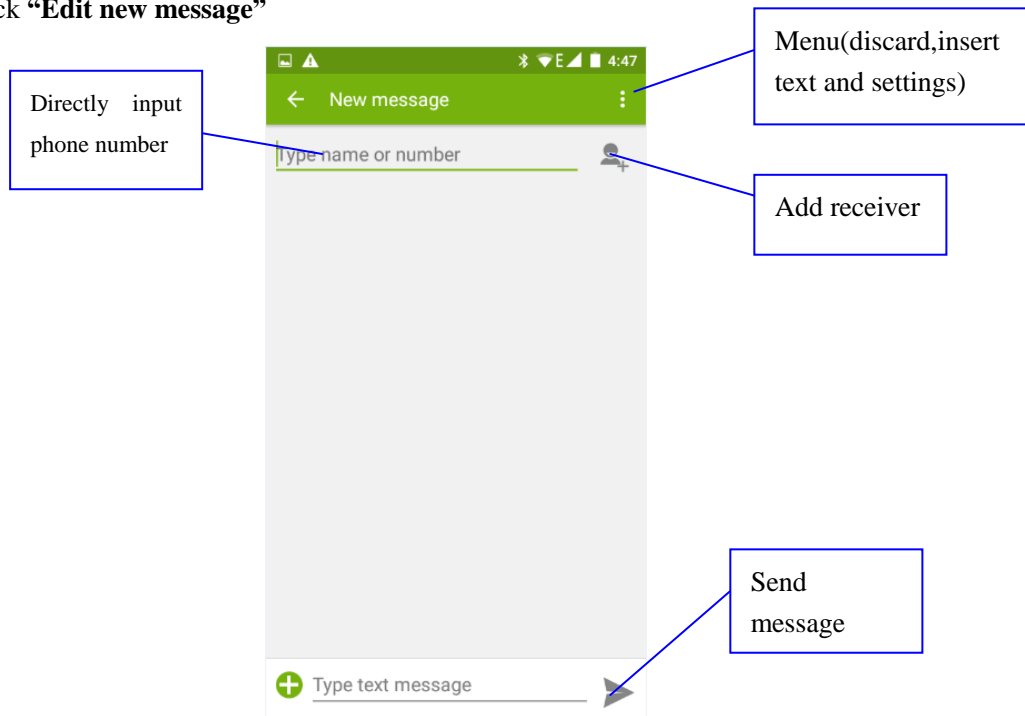 ck “Edit new message”
Menu(discard,insert
text and settings)
E 4:47
Directly input
phone number
New message
Type name or number
Add receiver
Send
message
Type text message